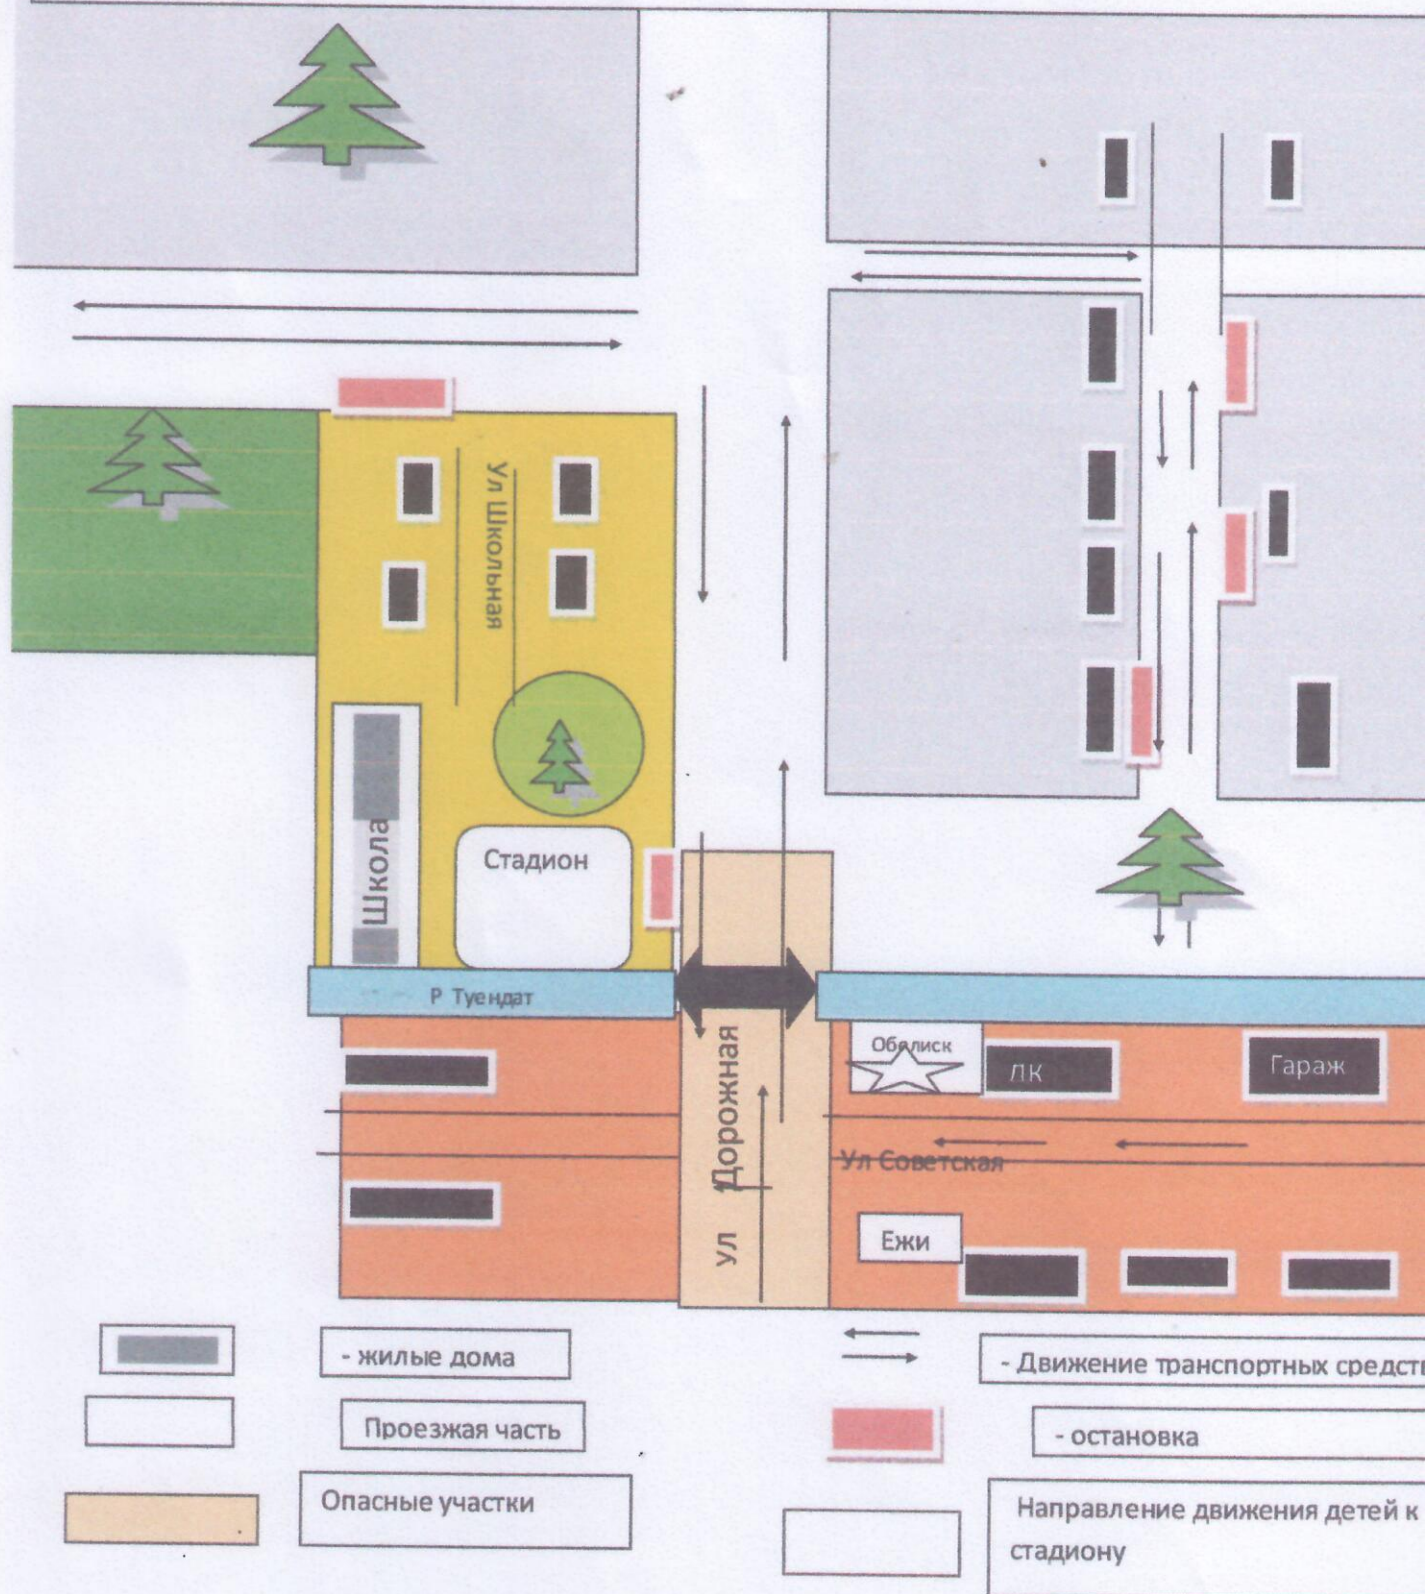 Ул Школьная
Школа
Стадион
Р Туендат
Ул Дорожная
Оболиск
ЛК
Гараж
Ул Советская
Ежи
- жилые дома
Проезжая часть
Опасные участки
- Движение транспортных средств
- остановка
Направление движения детей к
стадиону